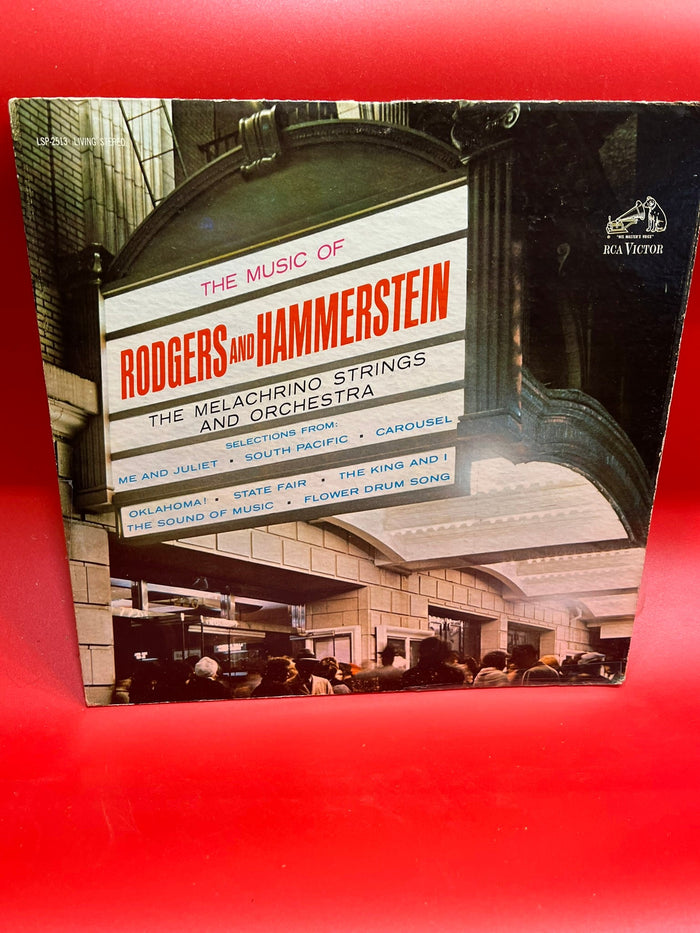 LSP-2513 · LIVING STEREO
"HIS MASTER'S VOICE"
RCA VICTOR
THE MUSIC OF
RODGERS AND HAMMERSTEIN
THE MELACHRINO STRINGS
AND ORCHESTRA
SELECTIONS FROM:
ME AND JULIET • SOUTH PACIFIC • CAROUSEL
OKLAHOMA! • STATE FAIR • THE KING AND I
THE SOUND OF MUSIC • FLOWER DRUM SONG